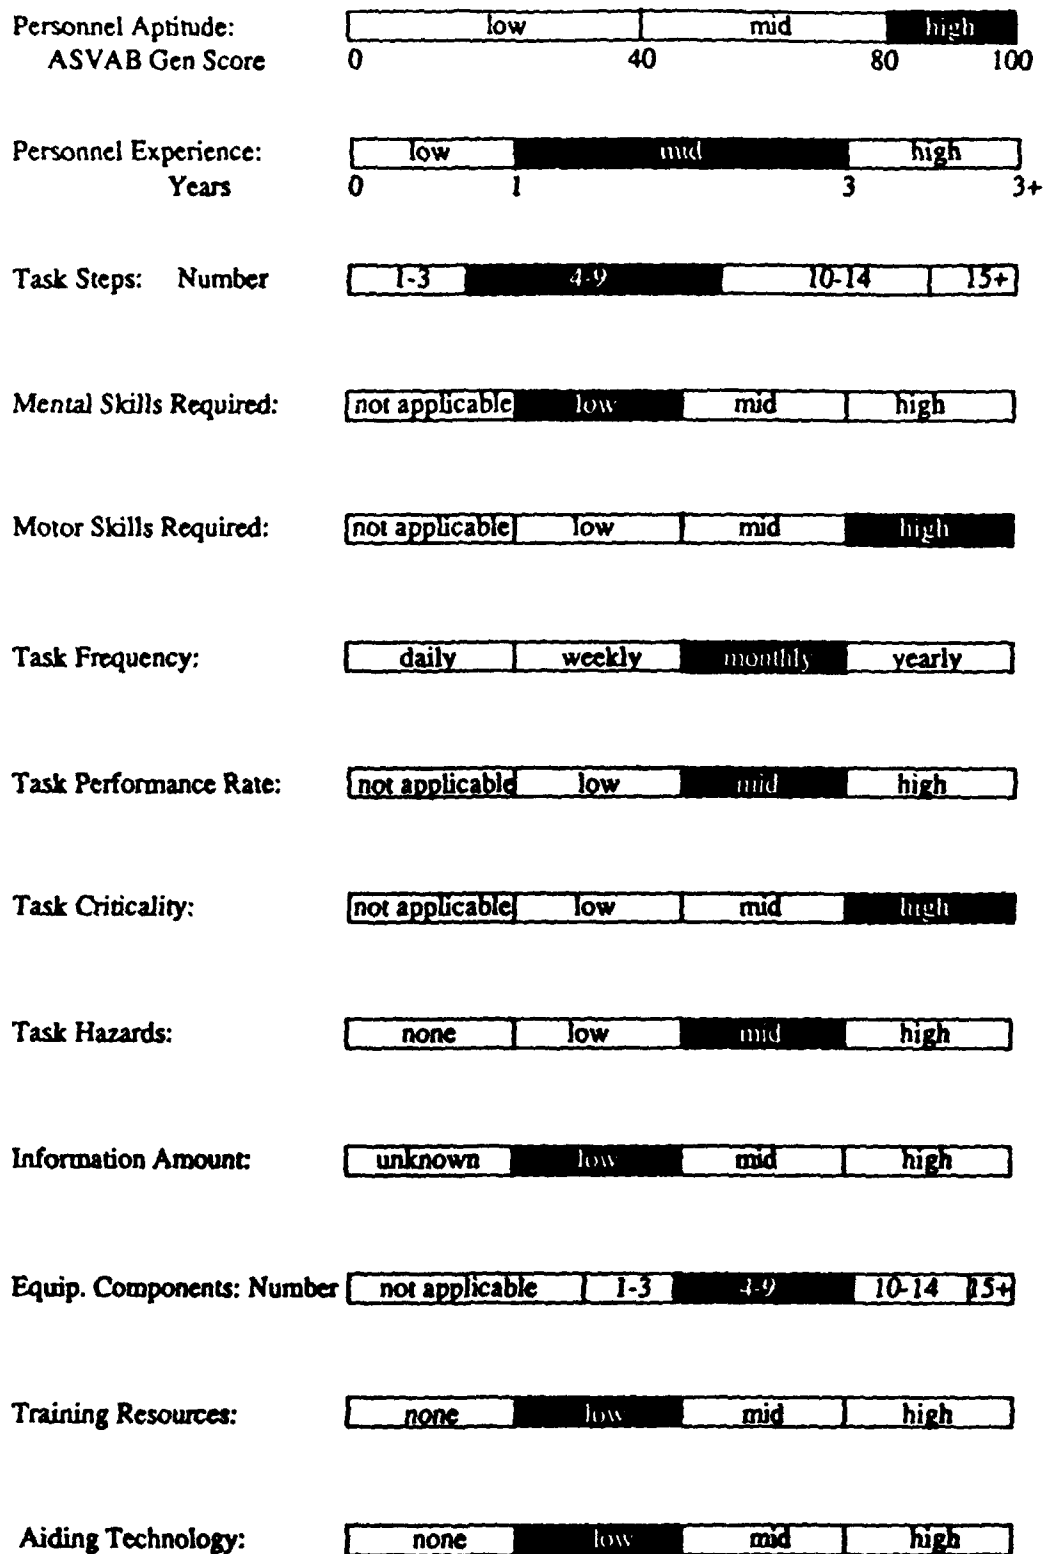 Personnel Aptitude: low mid high
ASVAB Gen Score 0 40 80 100
Personnel Experience: low mid high
Years 0 1 3 3+
Task Steps: Number 1-3 4-9 10-14 15+
Mental Skills Required: not applicable low mid high
Motor Skills Required: not applicable low mid high
Task Frequency: daily weekly monthly yearly
Task Performance Rate: not applicable low mid high
Task Criticality: not applicable low mid high
Task Hazards: none low mid high
Information Amount: unknown low mid high
Equip. Components: Number not applicable 1-3 4-9 10-14 15+
Training Resources: none low mid high
Aiding Technology: none low mid high